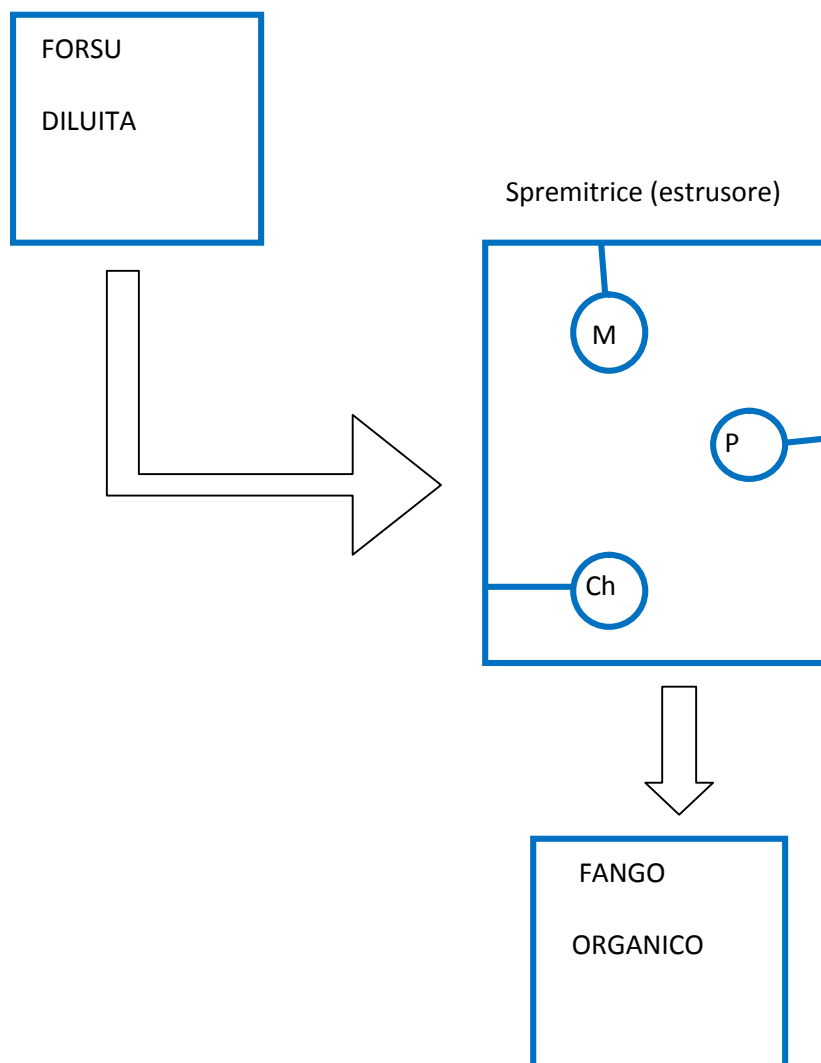 FORSU
DILUITA
Spremitrice (estrusore)
M
P
Ch
FANGO
ORGANICO